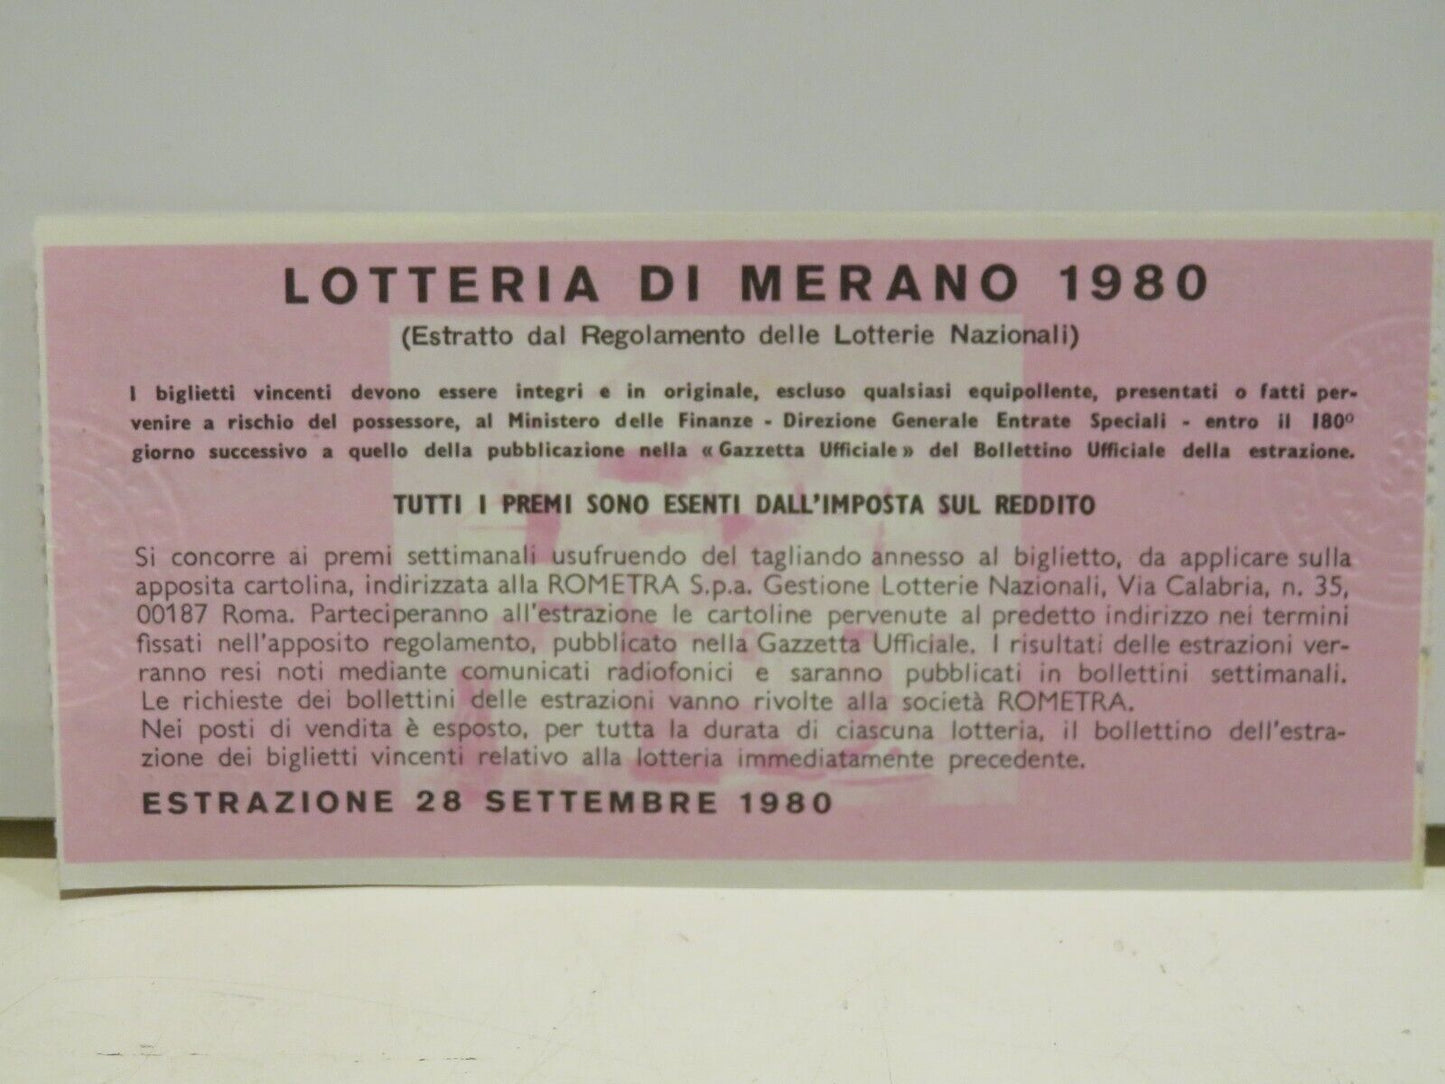 LOTTERIA DI MERANO 1980
(Estratto dal Regolamento delle Lotterie Nazionali)
I biglietti vincenti devono essere integri e in originale, escluso qualsiasi equipollente, presentati o fatti per-
venire a rischio del possessore, al Ministero delle Finanze - Direzione Generale Entrate Speciali - entro il 180º
giorno successivo a quello della pubblicazione nella «Gazzetta Ufficiale» del Bollettino Ufficiale della estrazione.
TUTTI I PREMI SONO ESENTI DALL'IMPOSTA SUL REDDITO
Si concorre ai premi settimanali usufruendo del tagliando annesso al biglietto, da applicare sulla
apposita cartolina, indirizzata alla ROMETRA S.p.a. Gestione Lotterie Nazionali, Via Calabria, n. 35,
00187 Roma. Parteciperanno all'estrazione le cartoline pervenute al predetto indirizzo nei termini
fissati nell'apposito regolamento, pubblicato nella Gazzetta Ufficiale. I risultati delle estrazioni ver-
ranno resi noti mediante comunicati radiofonici e saranno pubblicati in bollettini settimanali.
Le richieste dei bollettini delle estrazioni vanno rivolte alla società ROMETRA.
Nei posti di vendita è esposto, per tutta la durata di ciascuna lotteria, il bollettino dell'estra-
zione dei biglietti vincenti relativo alla lotteria immediatamente precedente.
ESTRAZIONE 28 SETTEMBRE 1980